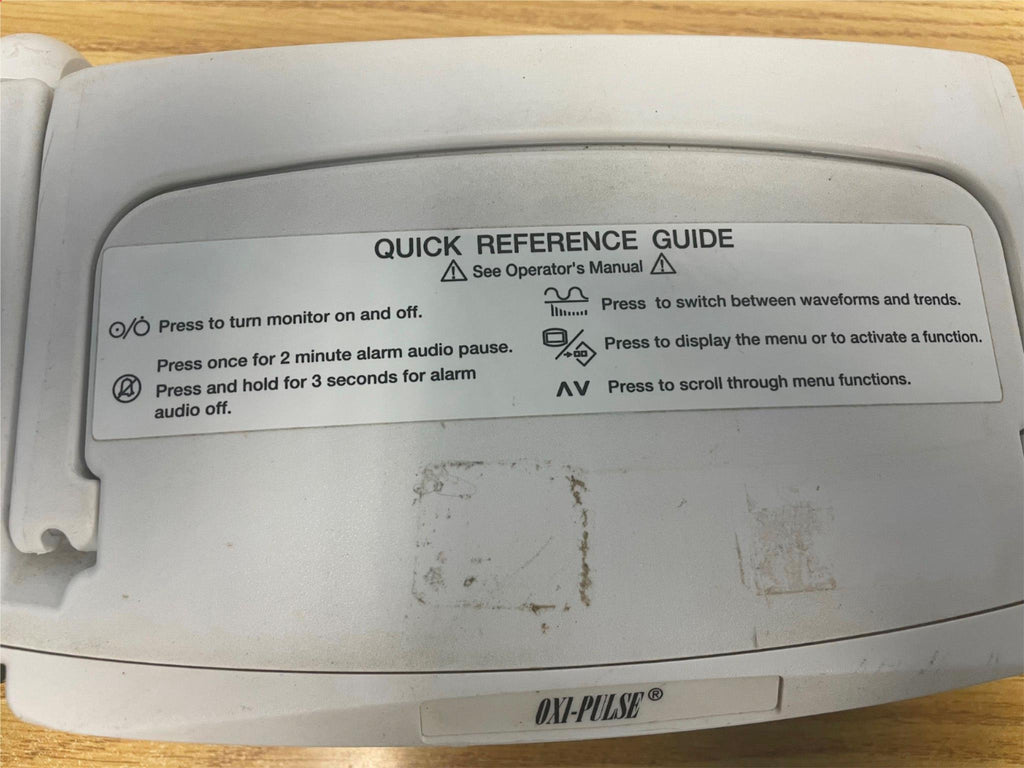 QUICK REFERENCE GUIDE
See Operator's Manual
Press to turn monitor on and off.
Press once for 2 minute alarm audio pause.
Press and hold for 3 seconds for alarm
audio off.
Press to switch between waveforms and trends.
Press to display the menu or to activate a function.
Press to scroll through menu functions.
OXI-PULSE®